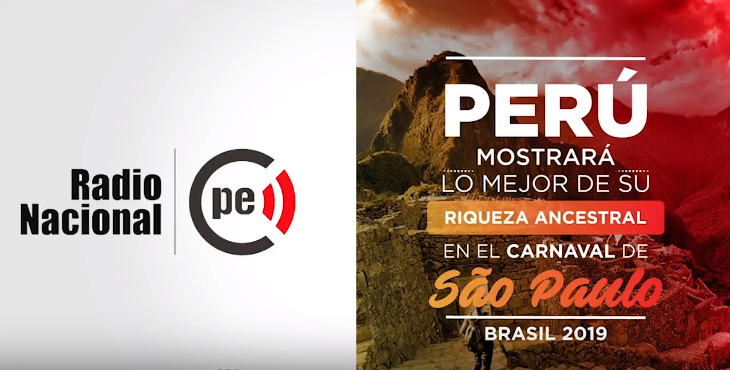 Radio
Nacional
pe
PERÚ
MOSTRARÁ
LO MEJOR DE SU
RIQUEZA ANCESTRAL
EN EL CARNAVAL DE
São Paulo
BRASIL 2019